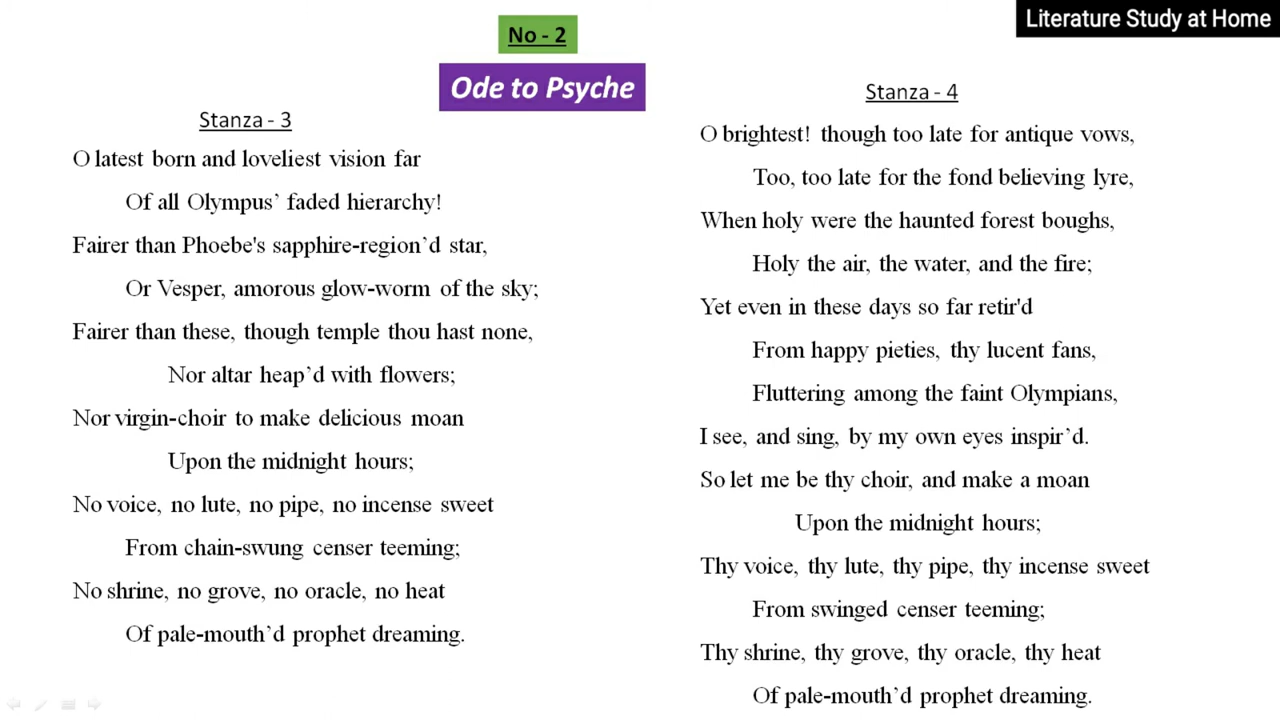 Literature Study at Home
No - 2
Ode to Psyche
Stanza - 3
O latest born and loveliest vision far
Of all Olympus’ faded hierarchy!
Fairer than Phoebe's sapphire-region’d star,
Or Vesper, amorous glow-worm of the sky;
Fairer than these, though temple thou hast none,
Nor altar heap’d with flowers;
Nor virgin-choir to make delicious moan
Upon the midnight hours;
No voice, no lute, no pipe, no incense sweet
From chain-swung censer teeming;
No shrine, no grove, no oracle, no heat
Of pale-mouth’d prophet dreaming.
Stanza - 4
O brightest! though too late for antique vows,
Too, too late for the fond believing lyre,
When holy were the haunted forest boughs,
Holy the air, the water, and the fire;
Yet even in these days so far retir'd
From happy pieties, thy lucent fans,
Fluttering among the faint Olympians,
I see, and sing, by my own eyes inspir’d.
So let me be thy choir, and make a moan
Upon the midnight hours;
Thy voice, thy lute, thy pipe, thy incense sweet
From swinged censer teeming;
Thy shrine, thy grove, thy oracle, thy heat
Of pale-mouth’d prophet dreaming.